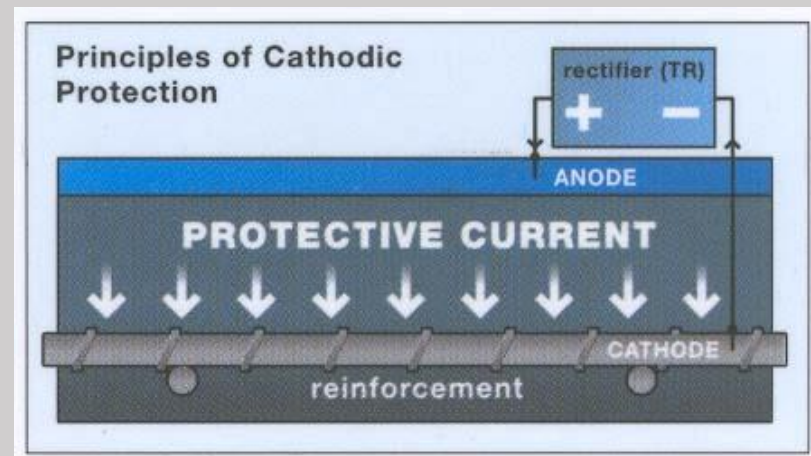 Principles of Cathodic
Protection
rectifier (TR)
+ −
ANODE
PROTECTIVE CURRENT
CATHODE
reinforcement